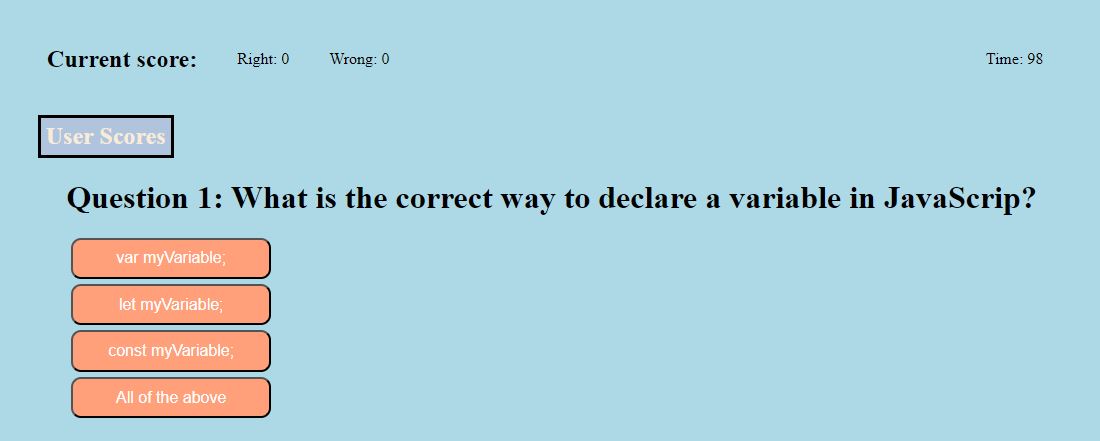 Current score: Right: 0 Wrong: 0 Time: 98
User Scores
Question 1: What is the correct way to declare a variable in JavaScrip?
var myVariable;
let myVariable;
const myVariable;
All of the above